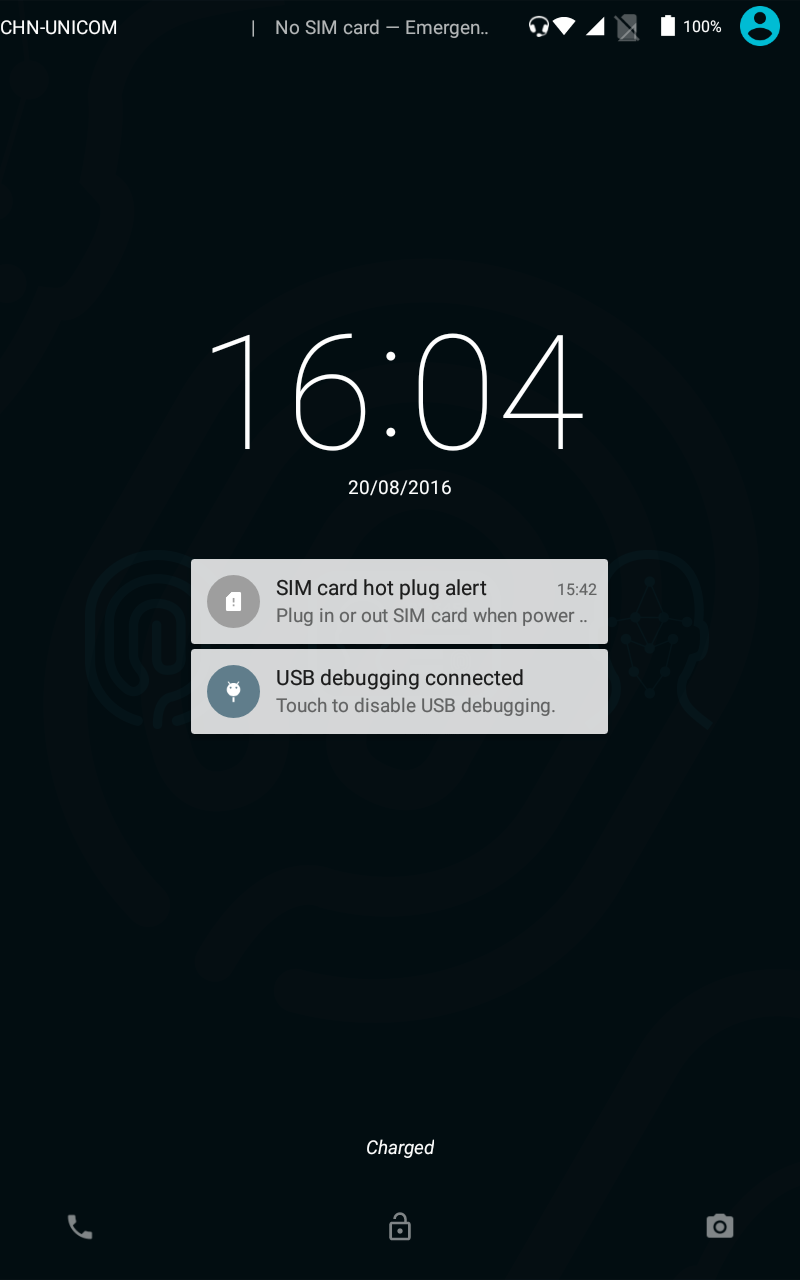 CHN-UNICOM | No SIM card — Emergen.. 100%
16:04
20/08/2016
SIM card hot plug alert 15:42
Plug in or out SIM card when power ..
USB debugging connected
Touch to disable USB debugging.
Charged